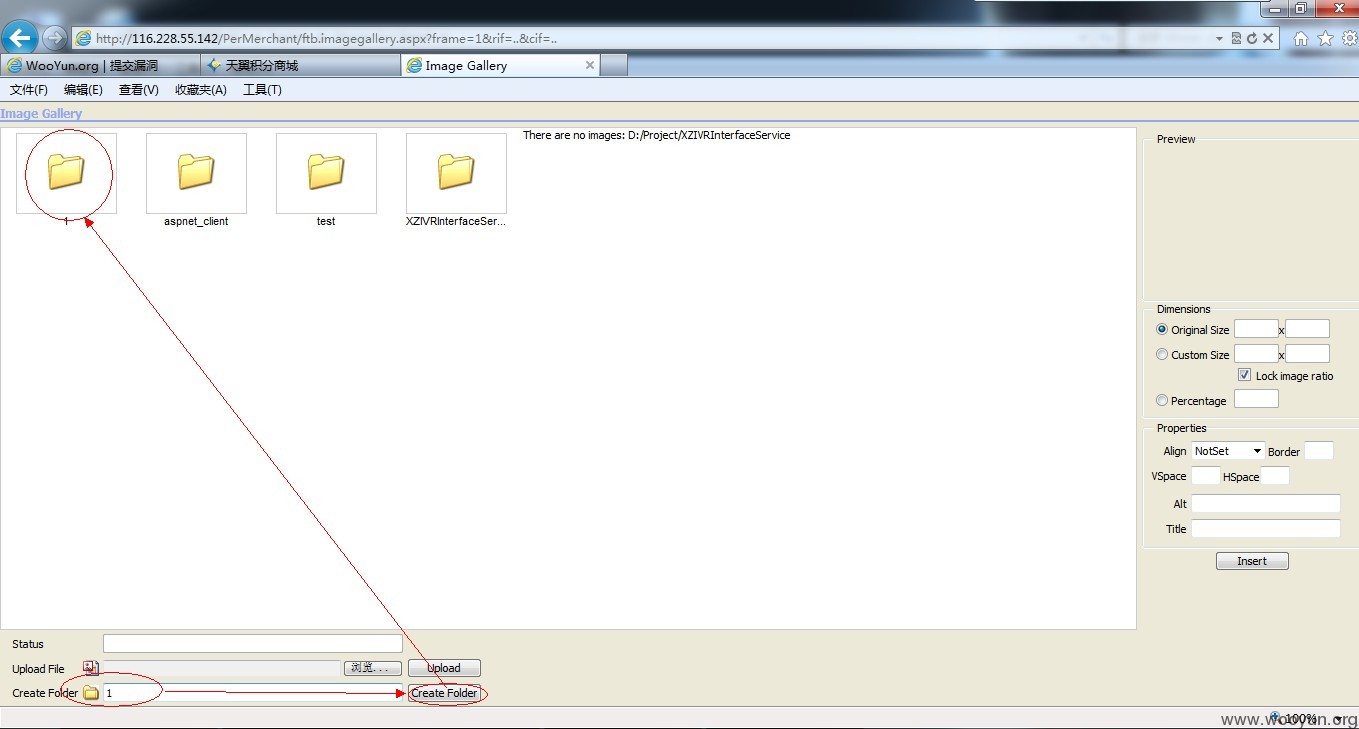 http://116.228.55.142/PerMerchant/ftb.imagegallery.aspx?frame=1&rif=..&cif=..
WooYun.org | 提交漏洞
天翼积分商城
Image Gallery
文件(F) 编辑(E) 查看(V) 收藏夹(A) 工具(T)
Image Gallery
There are no images: D:/Project/XZIVRInterfaceService
1
aspnet_client
test
XZIVRInterfaceSer...
Preview
Dimensions
Original Size x
Custom Size x
Lock image ratio
Percentage
Properties
Align NotSet Border
VSpace HSpace
Alt
Title
Insert
Status
Upload File 浏览... Upload
Create Folder 1 Create Folder
100%
www.wooyun.org